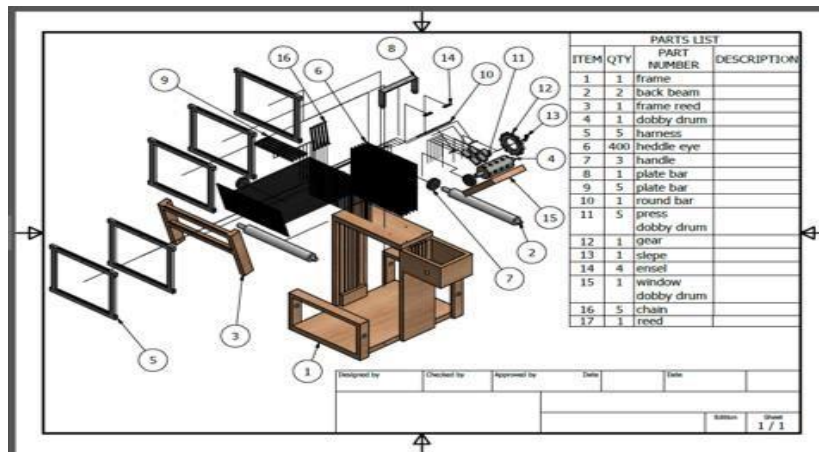 PARTS LIST
ITEM QTY PART NUMBER DESCRIPTION
1 1 frame
2 2 back beam
3 1 frame reed
4 1 dobby drum
5 5 harness
6 400 heddle eye
7 3 handle
8 1 plate bar
9 5 plate bar
10 1 round bar
11 5 press dobby drum
12 1 gear
13 1 slepe
14 4 ensel
15 1 window dobby drum
16 5 chain
17 1 reed
16
8
14
11
9
6
10
12
13
4
15
2
7
3
5
1
Designed by Checked by Approved by Date Date
Edition Sheet
1 / 1